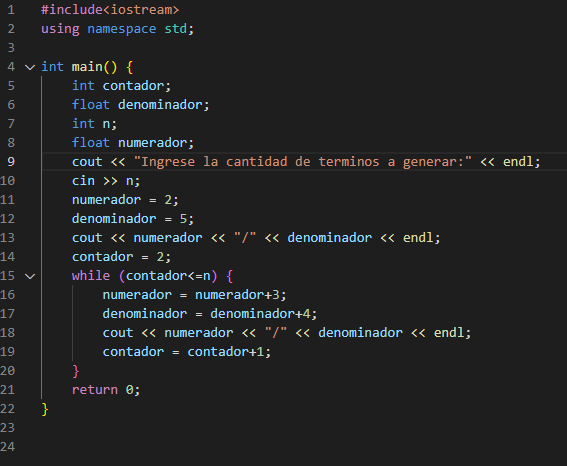 1 #include<iostream>
2 using namespace std;
3
4 int main() {
5 int contador;
6 float denominador;
7 int n;
8 float numerador;
9 cout << "Ingrese la cantidad de terminos a generar:" << endl;
10 cin >> n;
11 numerador = 2;
12 denominador = 5;
13 cout << numerador << "/" << denominador << endl;
14 contador = 2;
15 while (contador<=n) {
16 numerador = numerador+3;
17 denominador = denominador+4;
18 cout << numerador << "/" << denominador << endl;
19 contador = contador+1;
20 }
21 return 0;
22 }
23
24